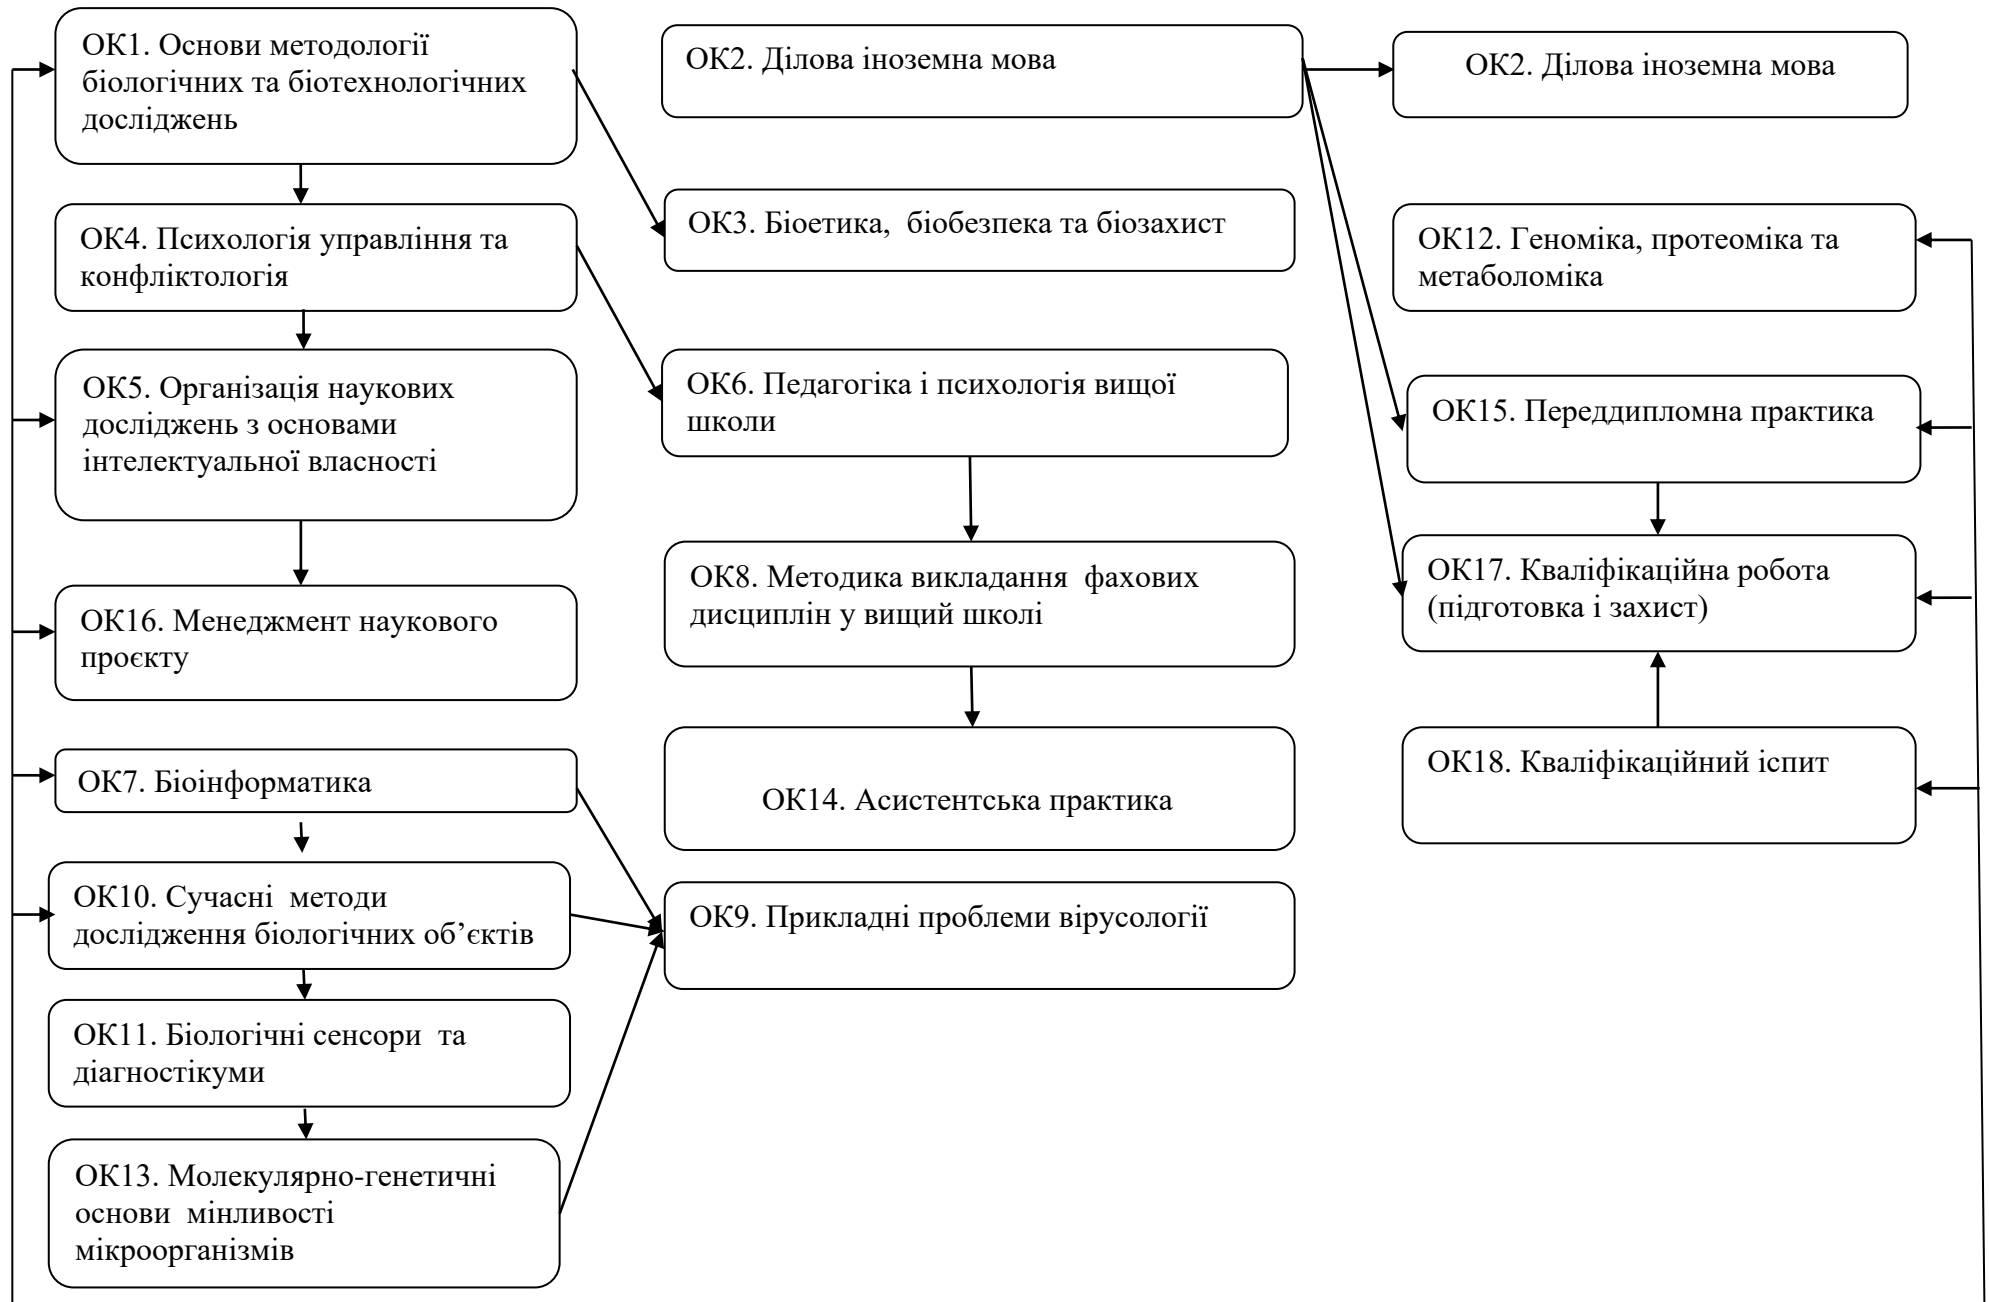 ОК1. Основи методології
біологічних та біотехнологічних
досліджень
ОК4. Психологія управління та
конфліктологія
ОК5. Організація наукових
досліджень з основами
інтелектуальної власності
ОК16. Менеджмент наукового
проєкту
ОК7. Біоінформатика
ОК10. Сучасні методи
дослідження біологічних об’єктів
ОК11. Біологічні сенсори та
діагностікуми
ОК13. Молекулярно-генетичні
основи мінливості
мікроорганізмів
ОК2. Ділова іноземна мова
ОК3. Біоетика, біобезпека та біозахист
ОК6. Педагогіка і психологія вищої
школи
ОК8. Методика викладання фахових
дисциплін у вищий школі
ОК14. Асистентська практика
ОК9. Прикладні проблеми вірусології
ОК2. Ділова іноземна мова
ОК12. Геноміка, протеоміка та
метаболоміка
ОК15. Переддипломна практика
ОК17. Кваліфікаційна робота
(підготовка і захист)
ОК18. Кваліфікаційний іспит